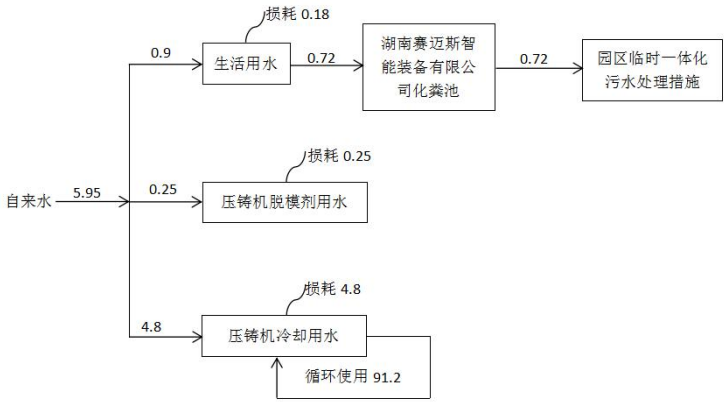 损耗 0.18
0.9
生活用水
0.72
湖南赛迈斯智
能装备有限公
司化粪池
0.72
园区临时一体化
污水处理措施
损耗 0.25
自来水
5.95
0.25
压铸机脱模剂用水
损耗 4.8
4.8
压铸机冷却用水
循环使用 91.2